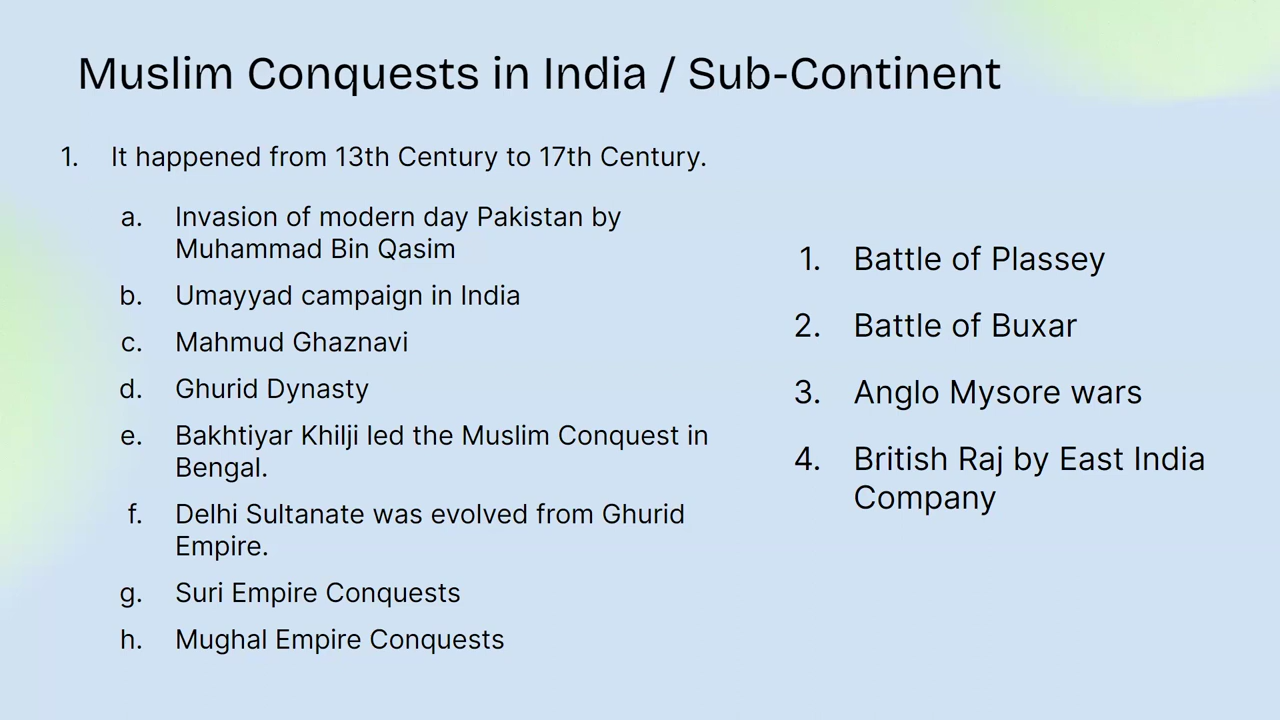 Muslim Conquests in India / Sub-Continent
1. It happened from 13th Century to 17th Century.
a. Invasion of modern day Pakistan by
Muhammad Bin Qasim
b. Umayyad campaign in India
c. Mahmud Ghaznavi
d. Ghurid Dynasty
e. Bakhtiyar Khilji led the Muslim Conquest in
Bengal.
f. Delhi Sultanate was evolved from Ghurid
Empire.
g. Suri Empire Conquests
h. Mughal Empire Conquests
1. Battle of Plassey
2. Battle of Buxar
3. Anglo Mysore wars
4. British Raj by East India
Company